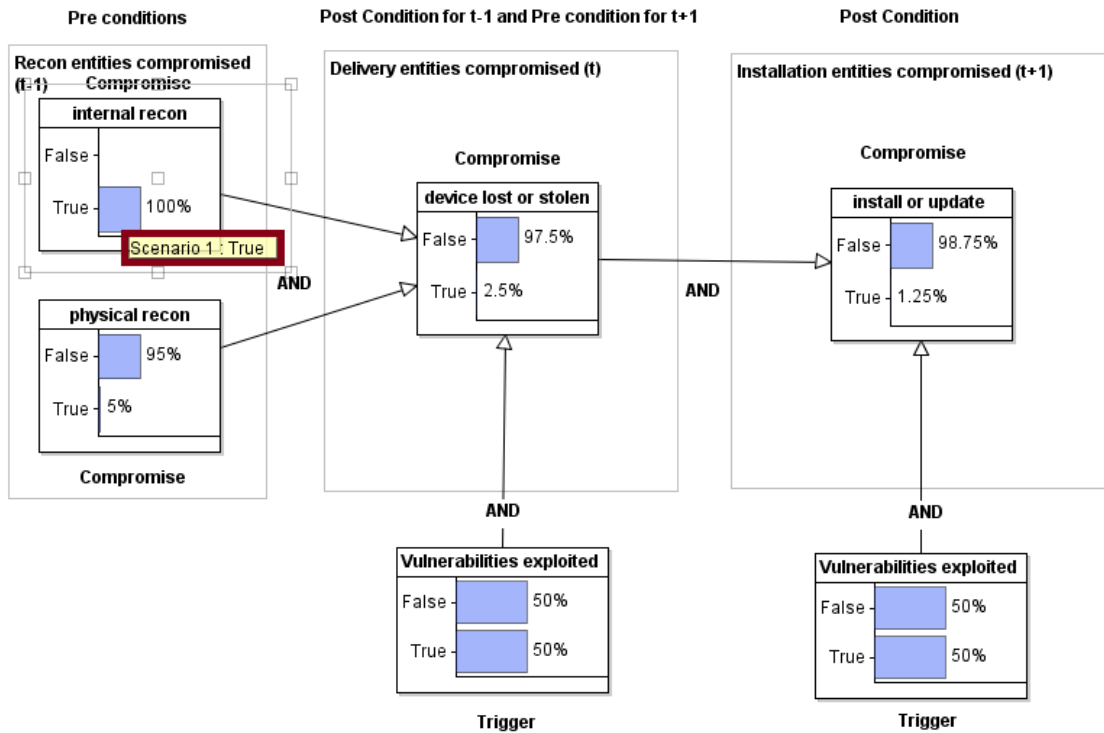 Pre conditions
Post Condition for t-1 and Pre condition for t+1
Post Condition
Recon entities compromised
(t-1)
Compromise
internal recon
False
True
100%
Scenario 1 : True
AND
physical recon
False
95%
True
5%
Compromise
Delivery entities compromised (t)
Compromise
device lost or stolen
False
97.5%
True
2.5%
AND
Installation entities compromised (t+1)
Compromise
install or update
False
98.75%
True
1.25%
AND
Vulnerabilities exploited
False
50%
True
50%
Trigger
AND
Vulnerabilities exploited
False
50%
True
50%
Trigger